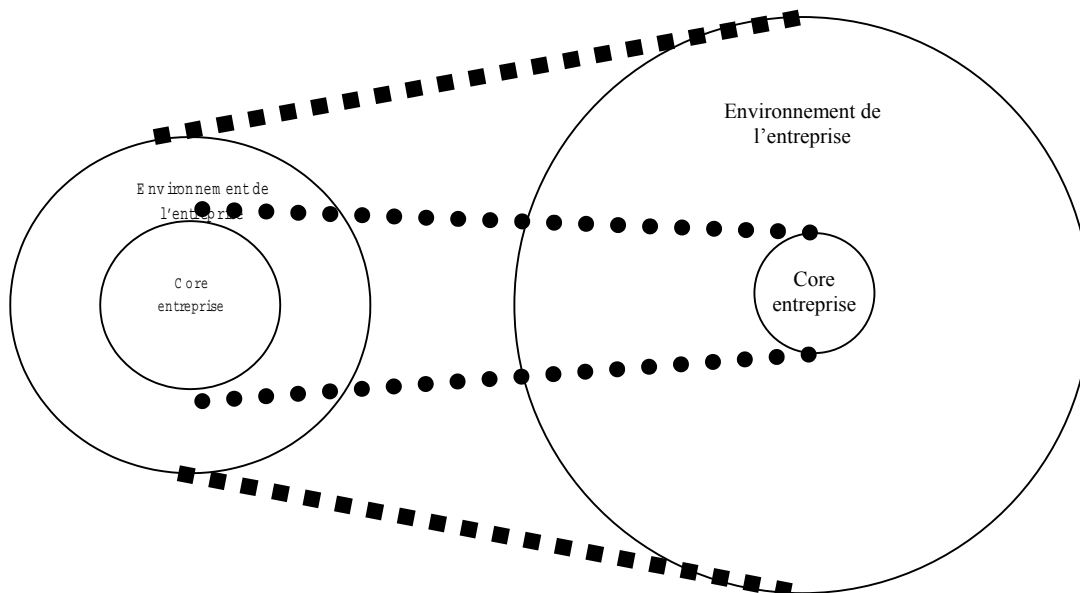 Environnement de
l'entreprise
Core
entreprise
Environnement de
l’entreprise
Core
entreprise